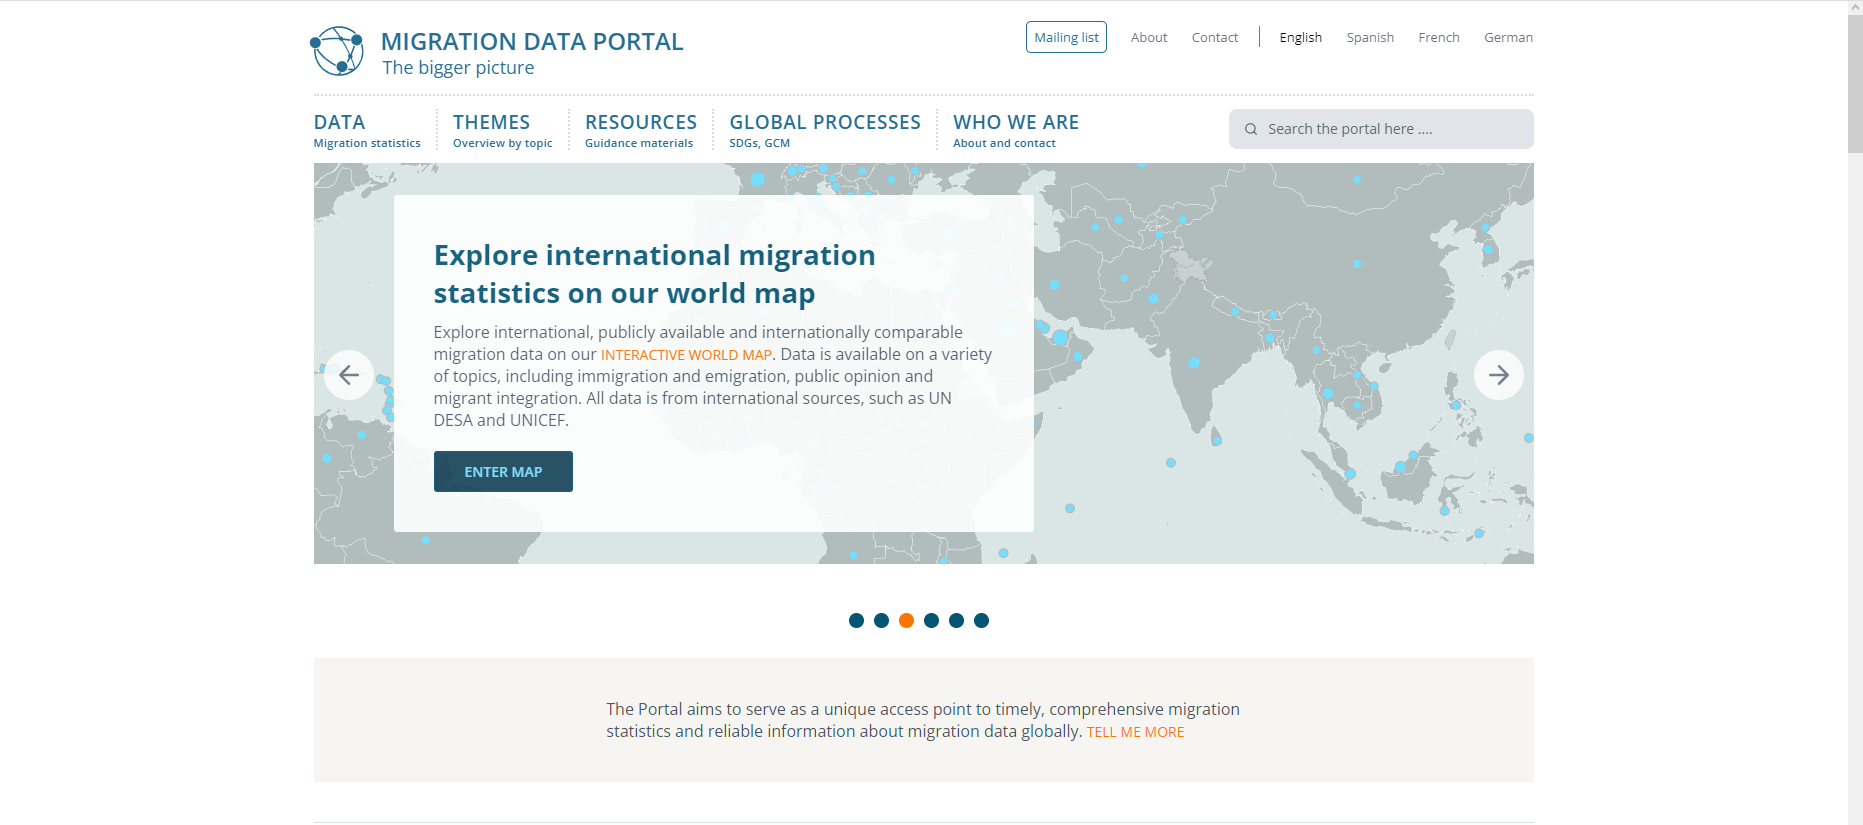 MIGRATION DATA PORTAL
The bigger picture
Mailing list
About
Contact
English
Spanish
French
German
DATA
Migration statistics
THEMES
Overview by topic
RESOURCES
Guidance materials
GLOBAL PROCESSES
SDGs, GCM
WHO WE ARE
About and contact
Search the portal here ....
Explore international migration
statistics on our world map
Explore international, publicly available and internationally comparable
migration data on our INTERACTIVE WORLD MAP. Data is available on a variety
of topics, including immigration and emigration, public opinion and
migrant integration. All data is from international sources, such as UN
DESA and UNICEF.
ENTER MAP
The Portal aims to serve as a unique access point to timely, comprehensive migration
statistics and reliable information about migration data globally. TELL ME MORE